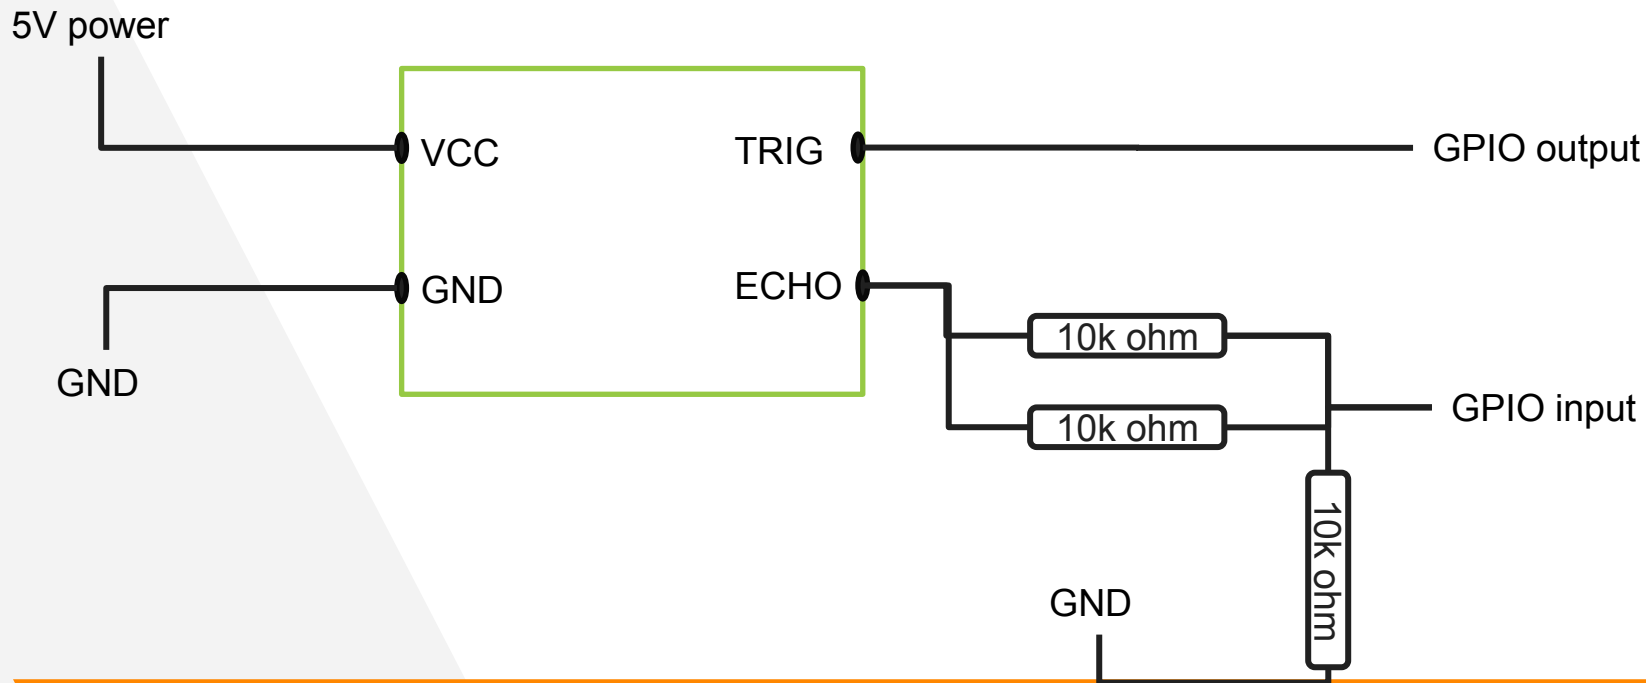 5V power
VCC
TRIG
GPIO output
GND
ECHO
10k ohm
GND
GPIO input
10k ohm
10k ohm
GND